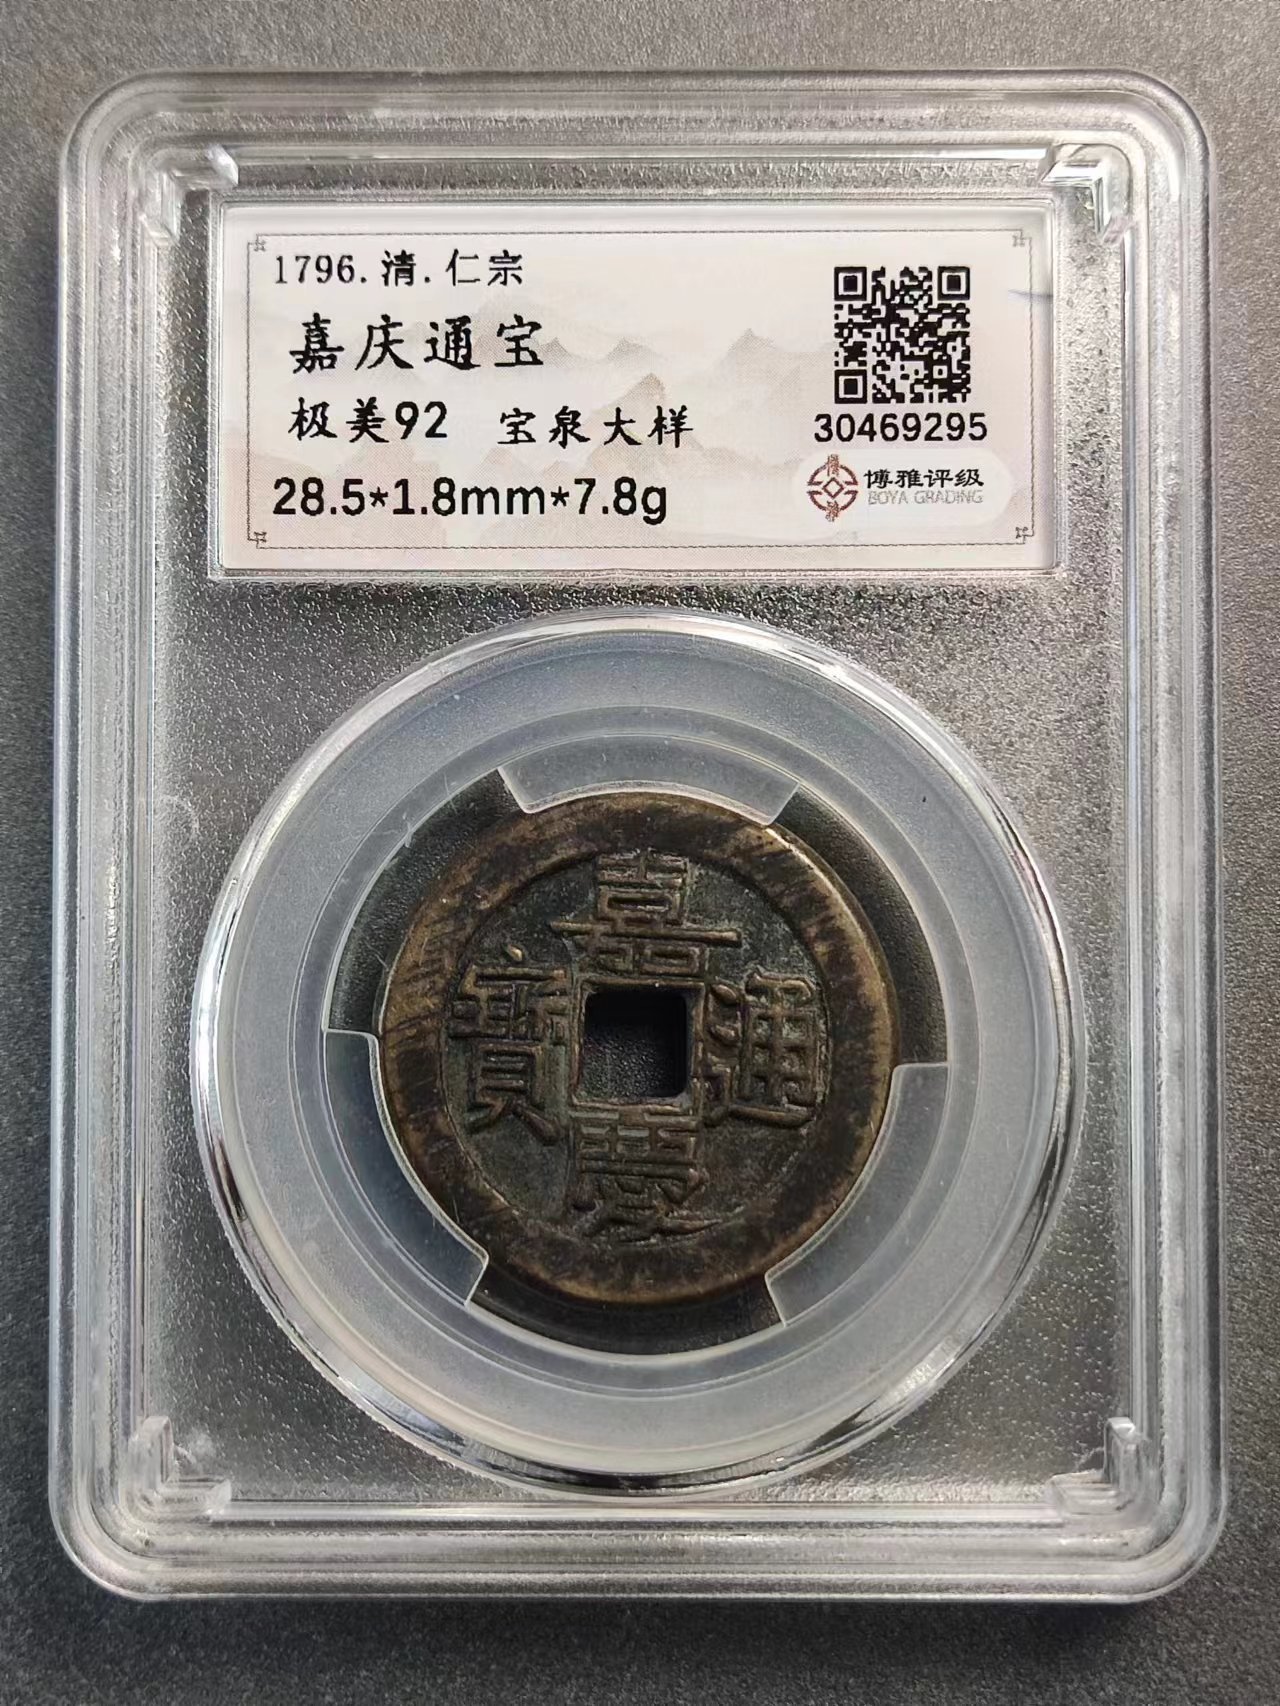 1796.清.仁宗
嘉庆通宝
极美92 宝泉大样
28.5*1.8mm*7.8g
30469295
博雅评级
BOYA GRADING
嘉慶通寶